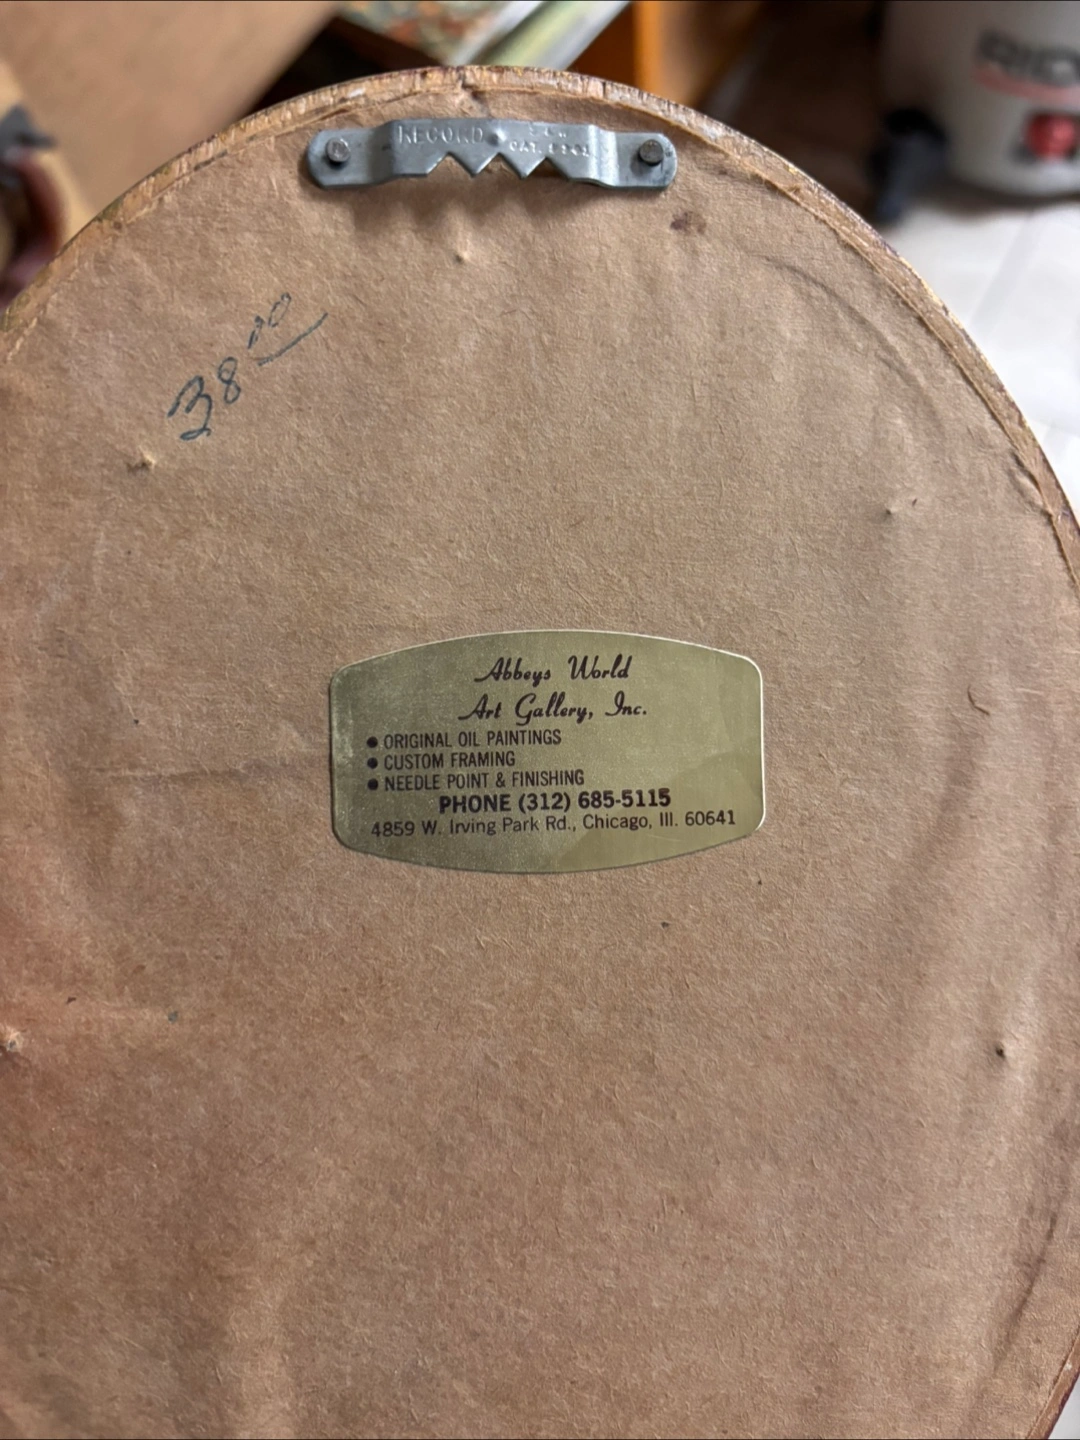 RECORD
CAT.
38 00
Abbeys World
Art Gallery, Inc.
● ORIGINAL OIL PAINTINGS
● CUSTOM FRAMING
● NEEDLE POINT & FINISHING
PHONE (312) 685-5115
4859 W. Irving Park Rd., Chicago, Ill. 60641